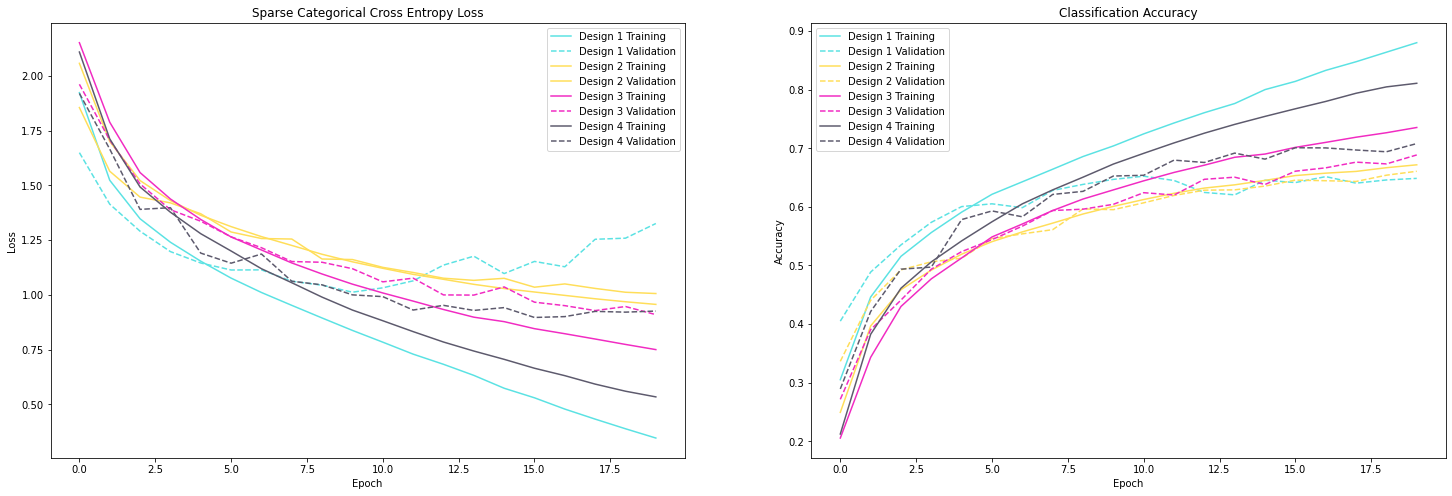 Sparse Categorical Cross Entropy Loss
Loss
2.00
1.75
1.50
1.25
1.00
0.75
0.50
0.0
2.5
5.0
7.5
10.0
12.5
15.0
17.5
Epoch
Design 1 Training
Design 1 Validation
Design 2 Training
Design 2 Validation
Design 3 Training
Design 3 Validation
Design 4 Training
Design 4 Validation
Classification Accuracy
Accuracy
0.9
0.8
0.7
0.6
0.5
0.4
0.3
0.2
0.0
2.5
5.0
7.5
10.0
12.5
15.0
17.5
Epoch
Design 1 Training
Design 1 Validation
Design 2 Training
Design 2 Validation
Design 3 Training
Design 3 Validation
Design 4 Training
Design 4 Validation